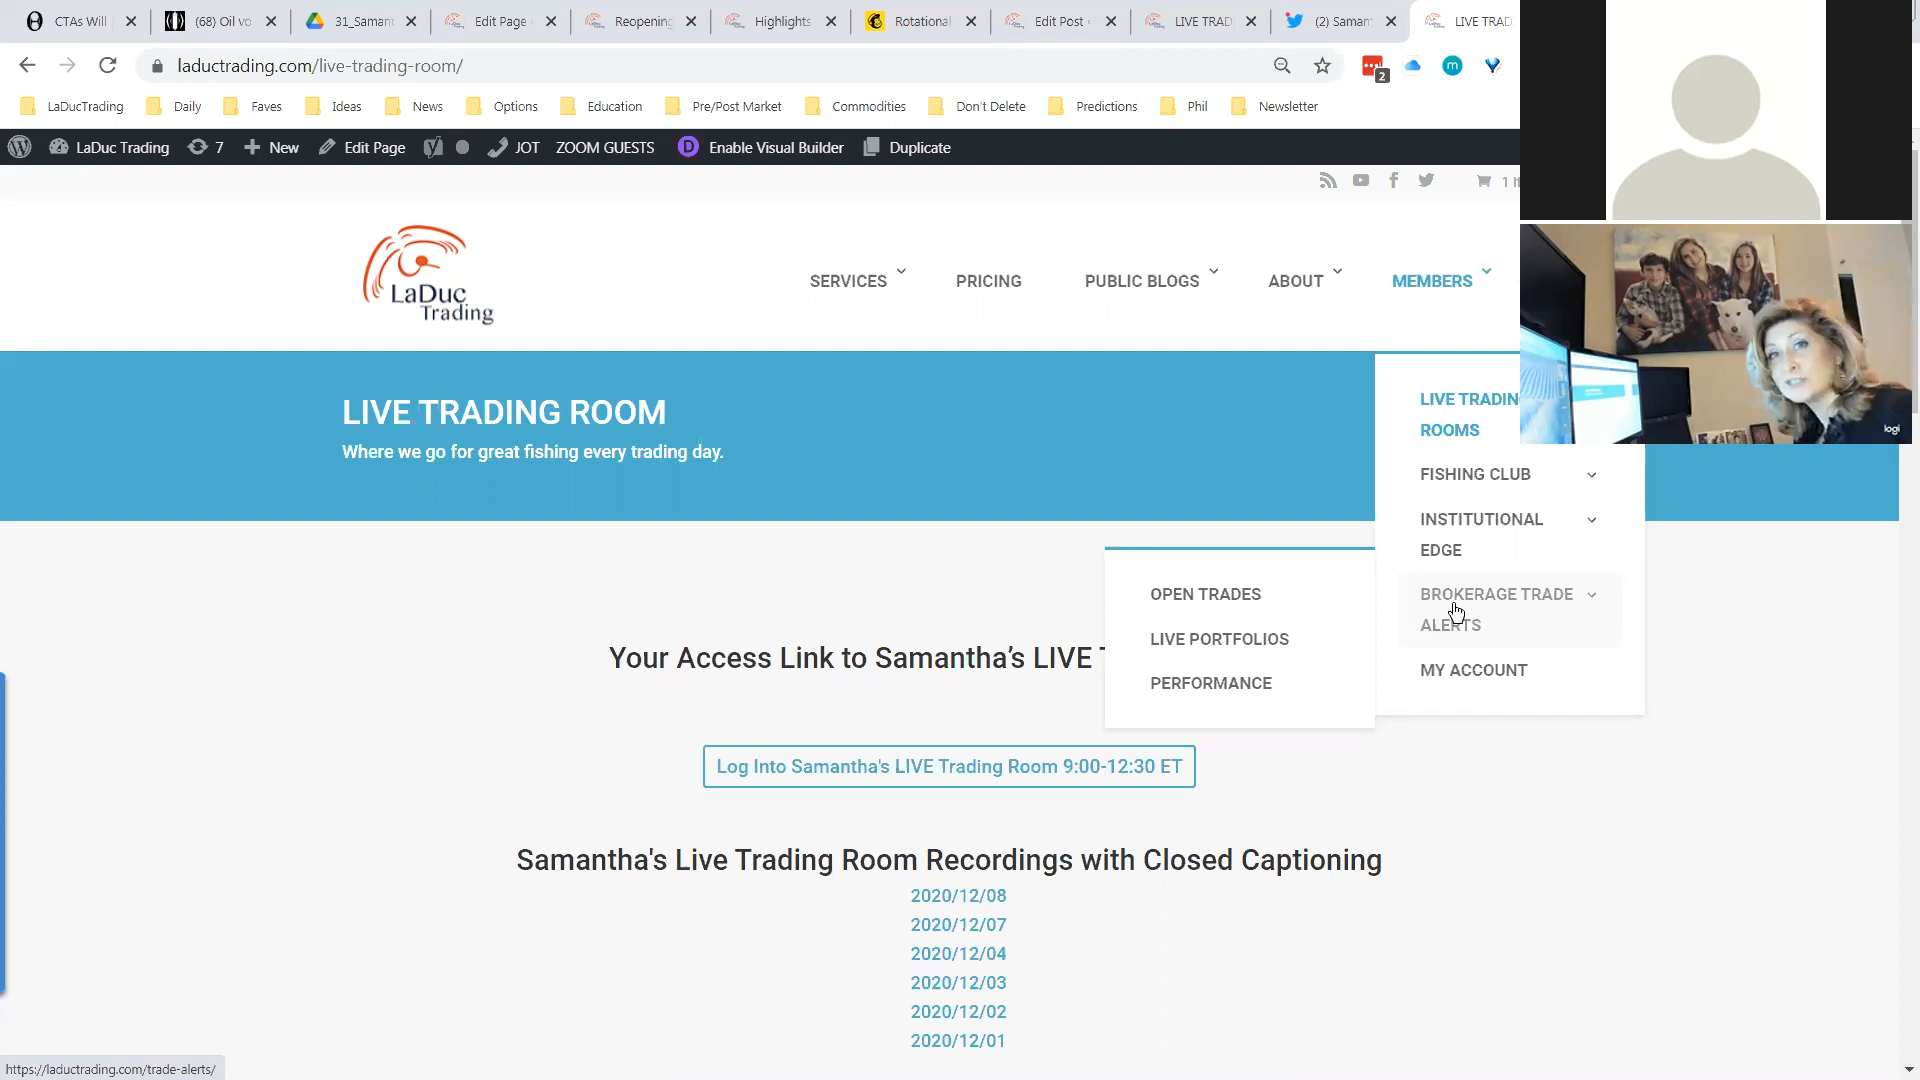 CTAs Will
(68) Oil vo
31_Samant
Edit Page
Reopening
Highlights
Rotational
Edit Post
LIVE TRAD
(2) Saman
LIVE TRAD
laductrading.com/live-trading-room/
2
m
LaDucTrading
Daily
Faves
Ideas
News
Options
Education
Pre/Post Market
Commodities
Don't Delete
Predictions
Phil
Newsletter
LaDuc Trading
7
New
Edit Page
JOT
ZOOM GUESTS
D
Enable Visual Builder
Duplicate
1
LaDuc
Trading
SERVICES
PRICING
PUBLIC BLOGS
ABOUT
MEMBERS
LIVE TRADING ROOM
Where we go for great fishing every trading day.
LIVE TRADIN
ROOMS
FISHING CLUB
INSTITUTIONAL
EDGE
BROKERAGE TRADE
ALERTS
MY ACCOUNT
OPEN TRADES
LIVE PORTFOLIOS
PERFORMANCE
logi
Your Access Link to Samantha's LIVE
Log Into Samantha's LIVE Trading Room 9:00-12:30 ET
Samantha's Live Trading Room Recordings with Closed Captioning
2020/12/08
2020/12/07
2020/12/04
2020/12/03
2020/12/02
2020/12/01
https://laductrading.com/trade-alerts/